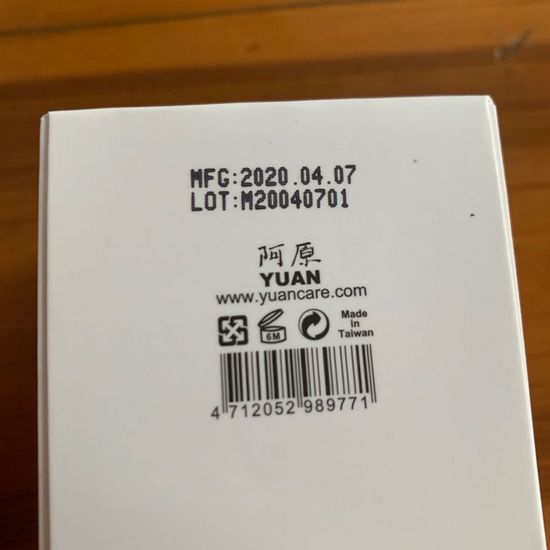 MFG:2020.04.07
LOT:M20040701
阿原
YUAN
www.yuancare.com
6M
Made
in
Taiwan
4 712052 989771